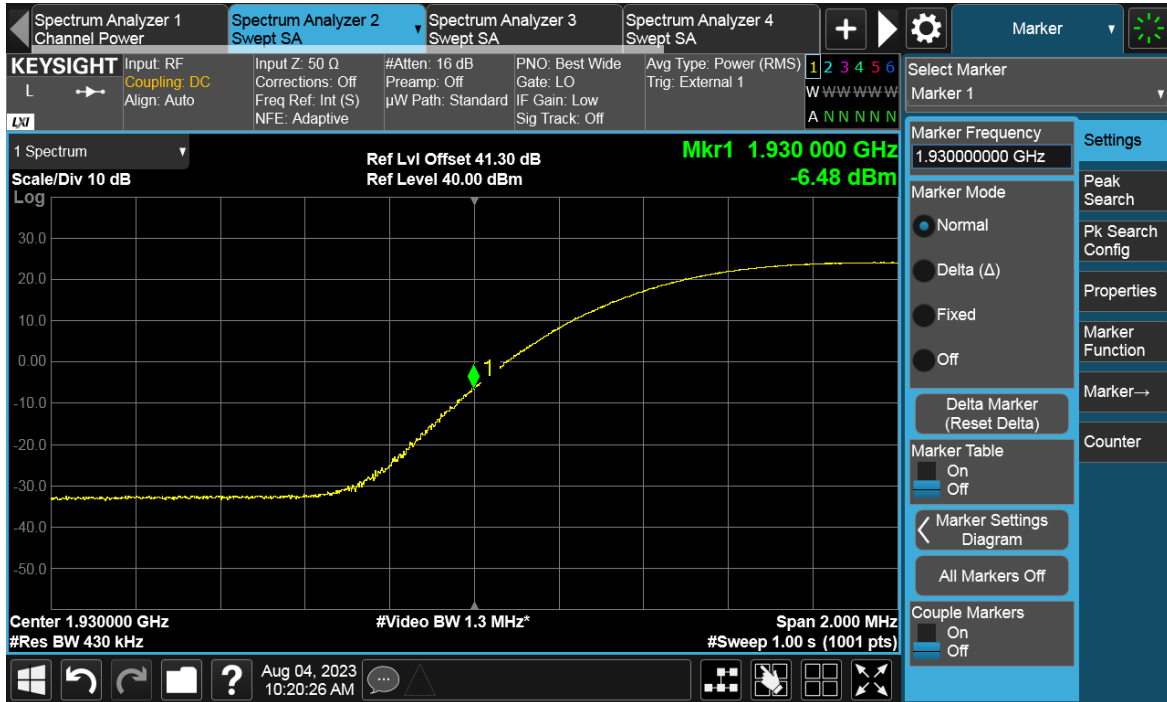 Spectrum Analyzer 1
Channel Power
Spectrum Analyzer 2
Swept SA
Spectrum Analyzer 3
Swept SA
Spectrum Analyzer 4
Swept SA
+
Marker
KEYSIGHT
L
LXI
Input: RF
Coupling: DC
Align: Auto
Input Z: 50 Ω
Corrections: Off
Freq Ref: Int (S)
NFE: Adaptive
#Atten: 16 dB
Preamp: Off
µW Path: Standard
PNO: Best Wide
Gate: LO
IF Gain: Low
Sig Track: Off
Avg Type: Power (RMS)
Trig: External 1
1 2 3 4 5 6
W W W W W W
A N N N N N
Select Marker
Marker 1
1 Spectrum
Scale/Div 10 dB
Log
Ref Lvl Offset 41.30 dB
Ref Level 40.00 dBm
Mkr1 1.930 000 GHz
-6.48 dBm
30.0
20.0
10.0
0.00
-10.0
-20.0
-30.0
-40.0
-50.0
1
Center 1.930000 GHz
#Res BW 430 kHz
#Video BW 1.3 MHz*
Span 2.000 MHz
#Sweep 1.00 s (1001 pts)
Marker Frequency
1.930000000 GHz
Marker Mode
Normal
Delta (Δ)
Fixed
Off
Delta Marker
(Reset Delta)
Marker Table
On
Off
Marker Settings
Diagram
All Markers Off
Couple Markers
On
Off
Settings
Peak
Search
Pk Search
Config
Properties
Marker
Function
Marker→
Counter
?
Aug 04, 2023
10:20:26 AM